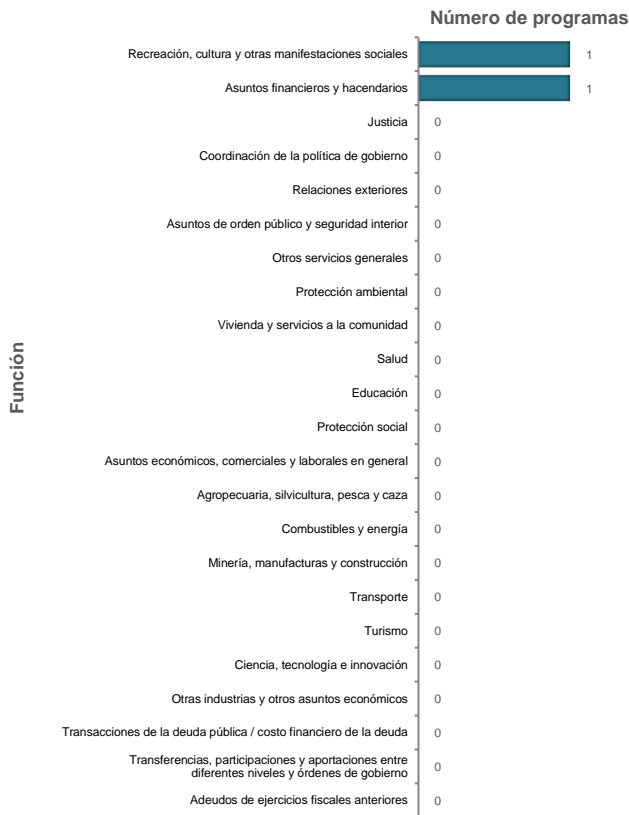 Número de programas
Recreación, cultura y otras manifestaciones sociales 1
Asuntos financieros y hacendarios 1
Justicia 0
Coordinación de la política de gobierno 0
Relaciones exteriores 0
Asuntos de orden público y seguridad interior 0
Otros servicios generales 0
Protección ambiental 0
Vivienda y servicios a la comunidad 0
Salud 0
Educación 0
Protección social 0
Asuntos económicos, comerciales y laborales en general 0
Agropecuaria, silvicultura, pesca y caza 0
Combustibles y energía 0
Minería, manufacturas y construcción 0
Transporte 0
Turismo 0
Ciencia, tecnología e innovación 0
Otras industrias y otros asuntos económicos 0
Transacciones de la deuda pública / costo financiero de la deuda 0
Transferencias, participaciones y aportaciones entre
diferentes niveles y órdenes de gobierno 0
Adeudos de ejercicios fiscales anteriores 0
Función